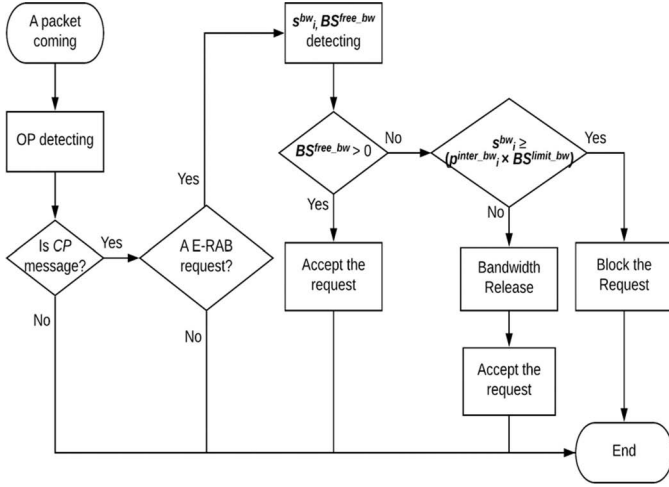 A packet
coming
OP detecting
Is CP
message?
Yes
No
A E-RAB
request?
Yes
No
s^bw_i, BS^free_bw
detecting
BS^free_bw > 0
No
Yes
Accept the
request
s^bw_i ≥
(p^inter_bw_i × BS^limit_bw)
Yes
No
Bandwidth
Release
Accept the
request
Block the
Request
End